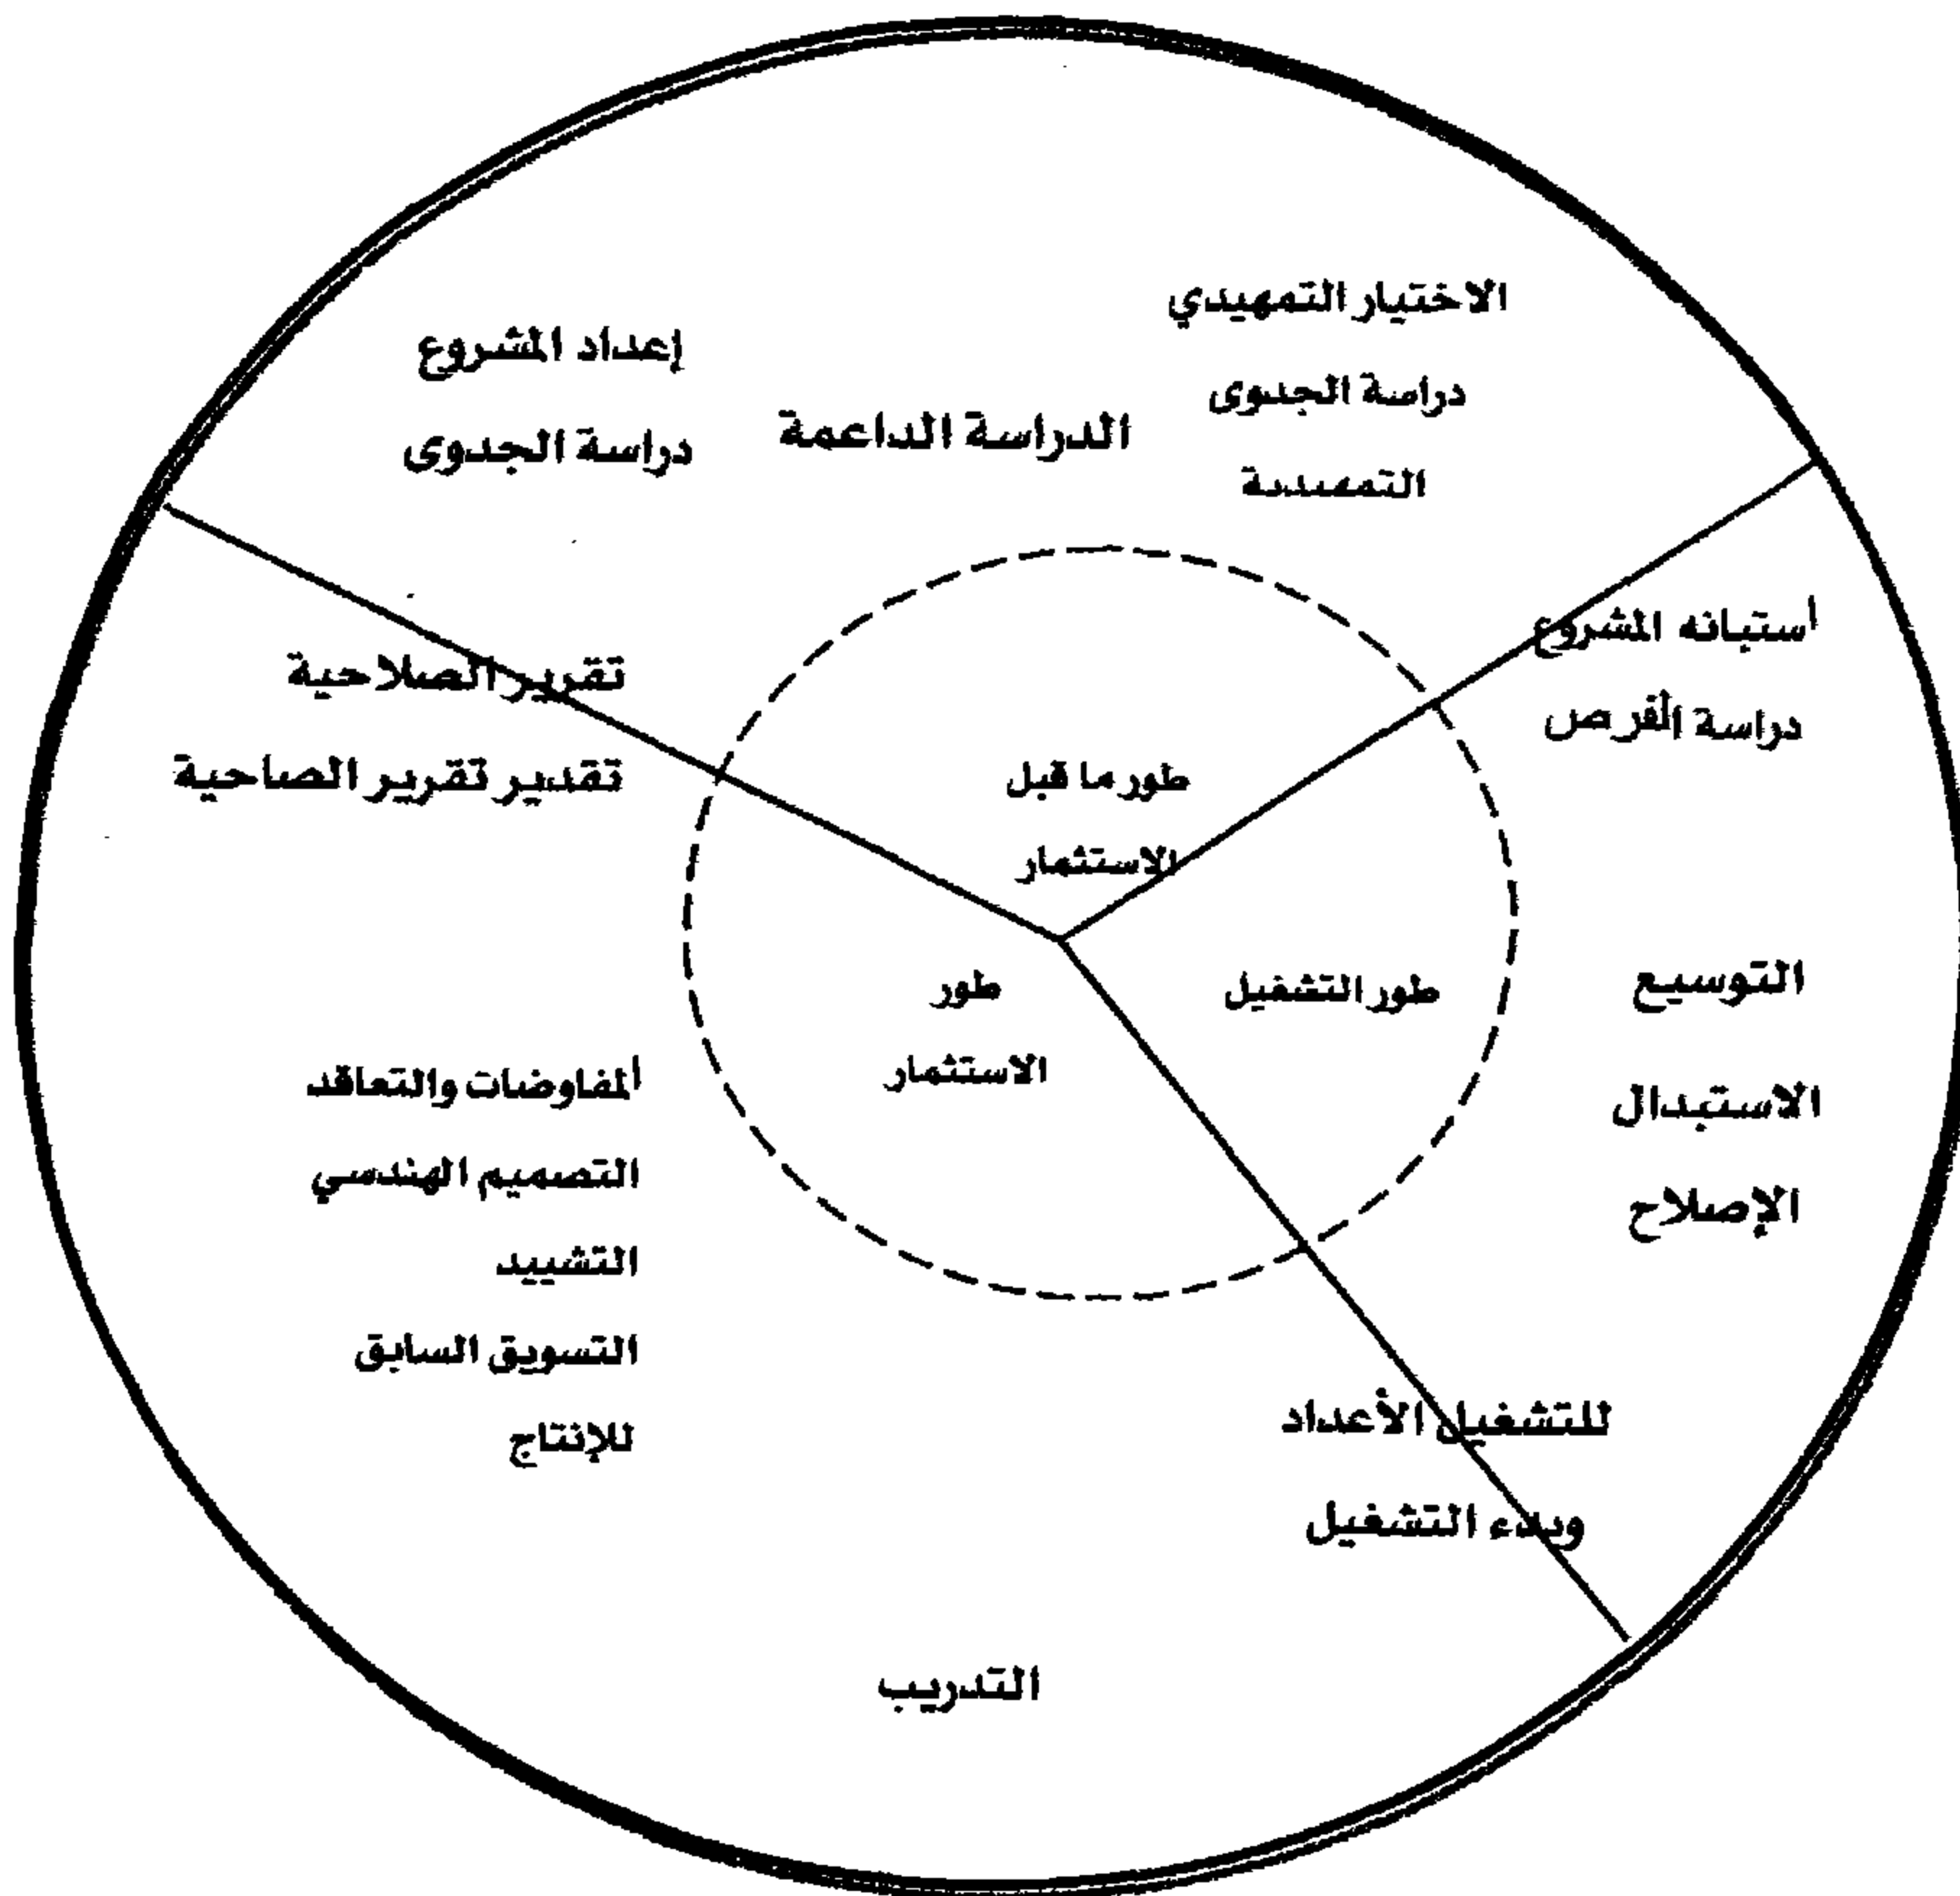 الاختيار التمهيدي
دراسة الجدوى
التمهيدية
الدراسة الداعمة
إعداد المشروع
دراسة الجدوى
استبانه المشروع
دراسة الفرص
تقرير الصلاحية
تقدير تقرير الصاحية
طور ما قبل
الاستثمار
طور التشغيل
طور
الاستثمار
التوسيع
الاستبدال
الإصلاح
المفاوضات والتعاقد
التصميم الهندسي
التشييد
التسويق السابق
للإنتاج
للتشغيل الأعداد
وبدء التشغيل
التدريب